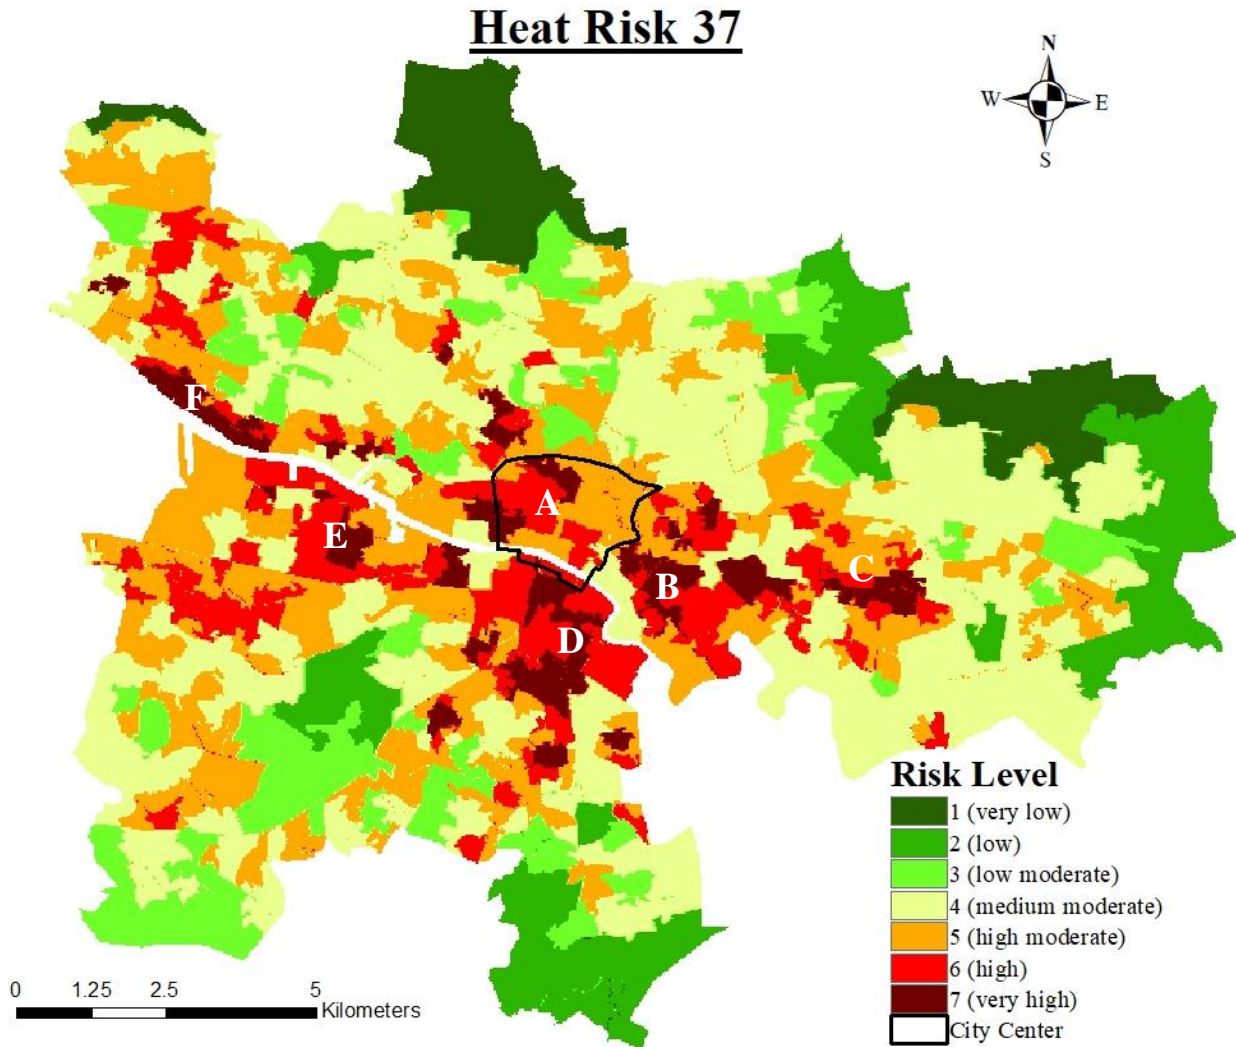 Heat Risk 37
N
W E
S
F
A
E
B
C
D
Risk Level
1 (very low)
2 (low)
3 (low moderate)
4 (medium moderate)
5 (high moderate)
6 (high)
7 (very high)
City Center
0 1.25 2.5 5
Kilometers